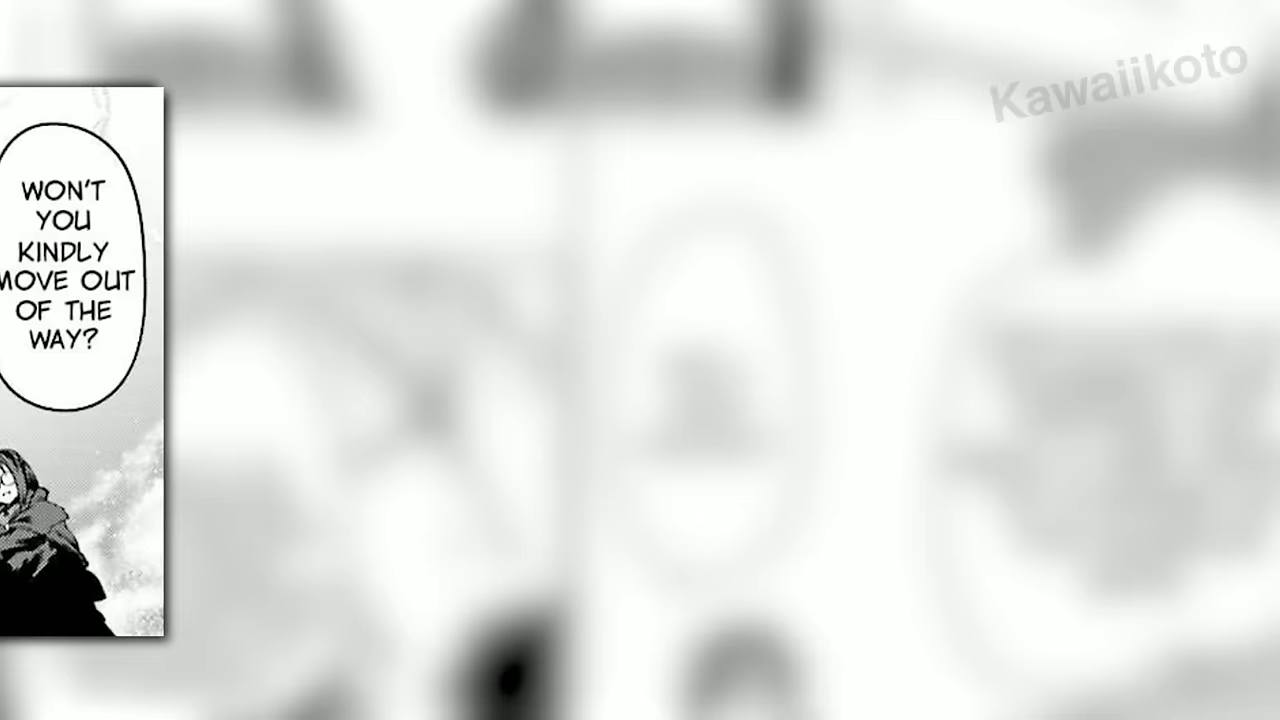 Kawaiikoto
WON'T
YOU
KINDLY
MOVE OUT
OF THE
WAY?